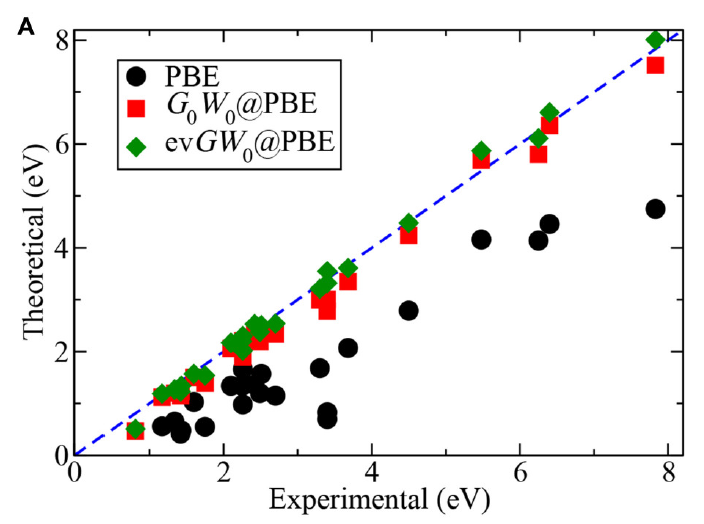 A
8
6
4
2
0
0
2
4
6
8
Theoretical (eV)
Experimental (eV)
PBE
G₀W₀@PBE
evGW₀@PBE